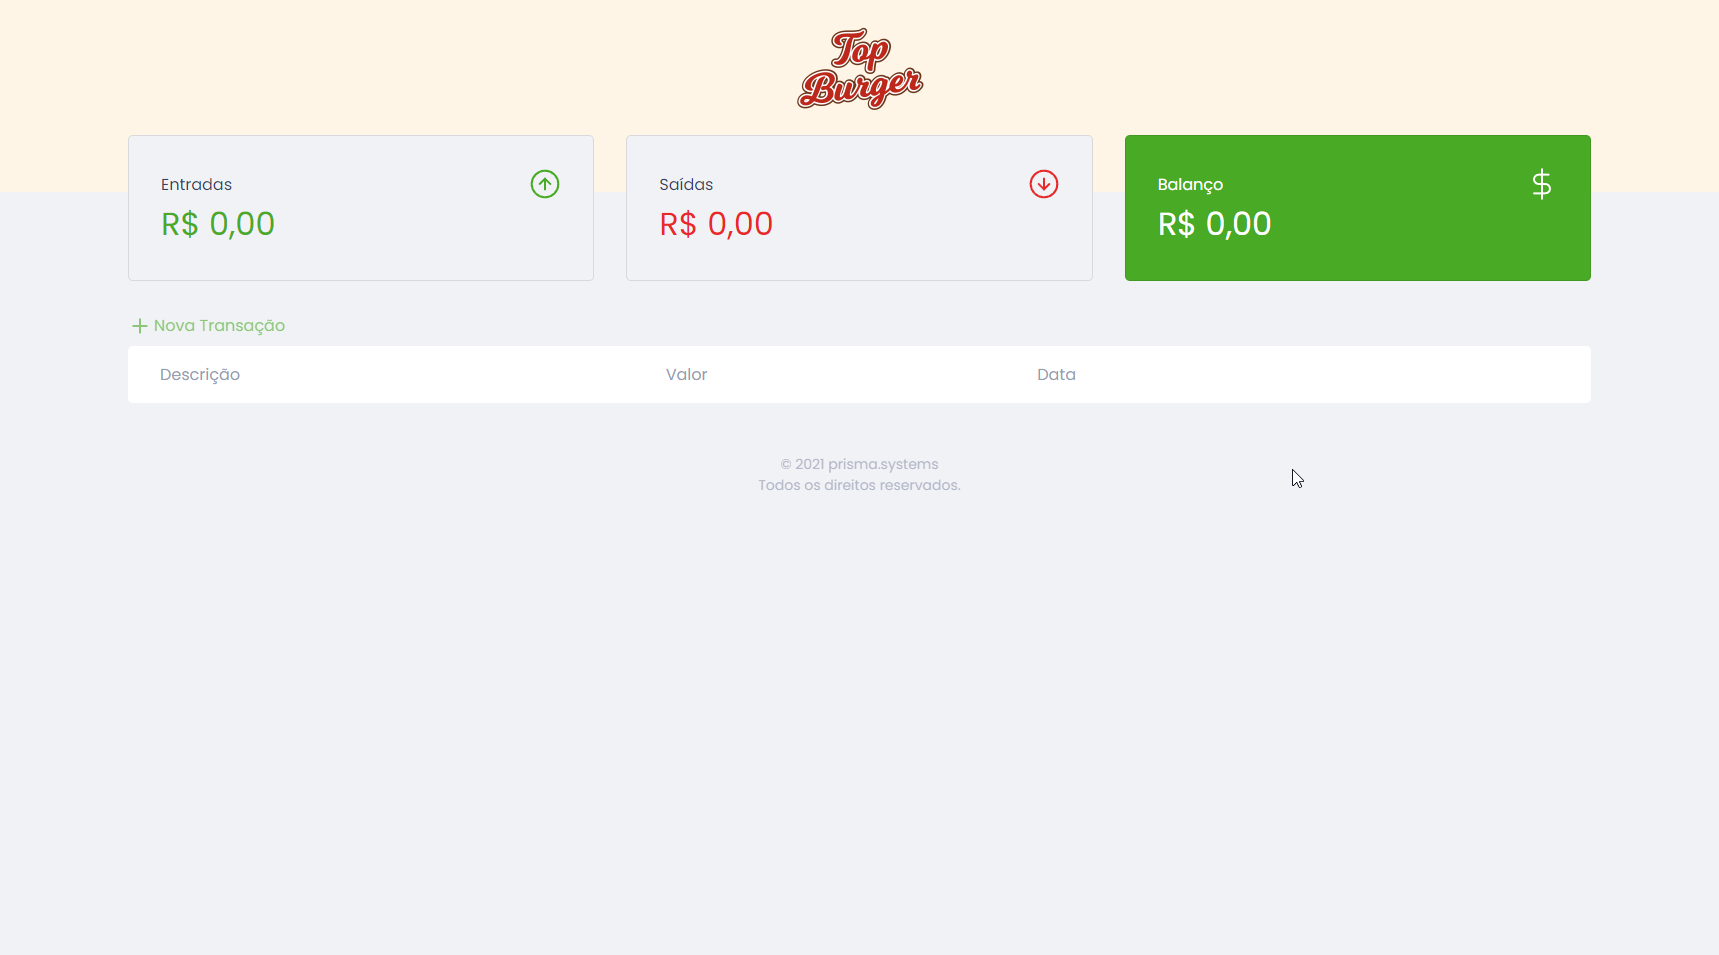 Top
Burger
Entradas
R$ 0,00
Saídas
R$ 0,00
Balanço
R$ 0,00
Nova Transação
Descrição Valor Data
© 2021 prisma.systems
Todos os direitos reservados.